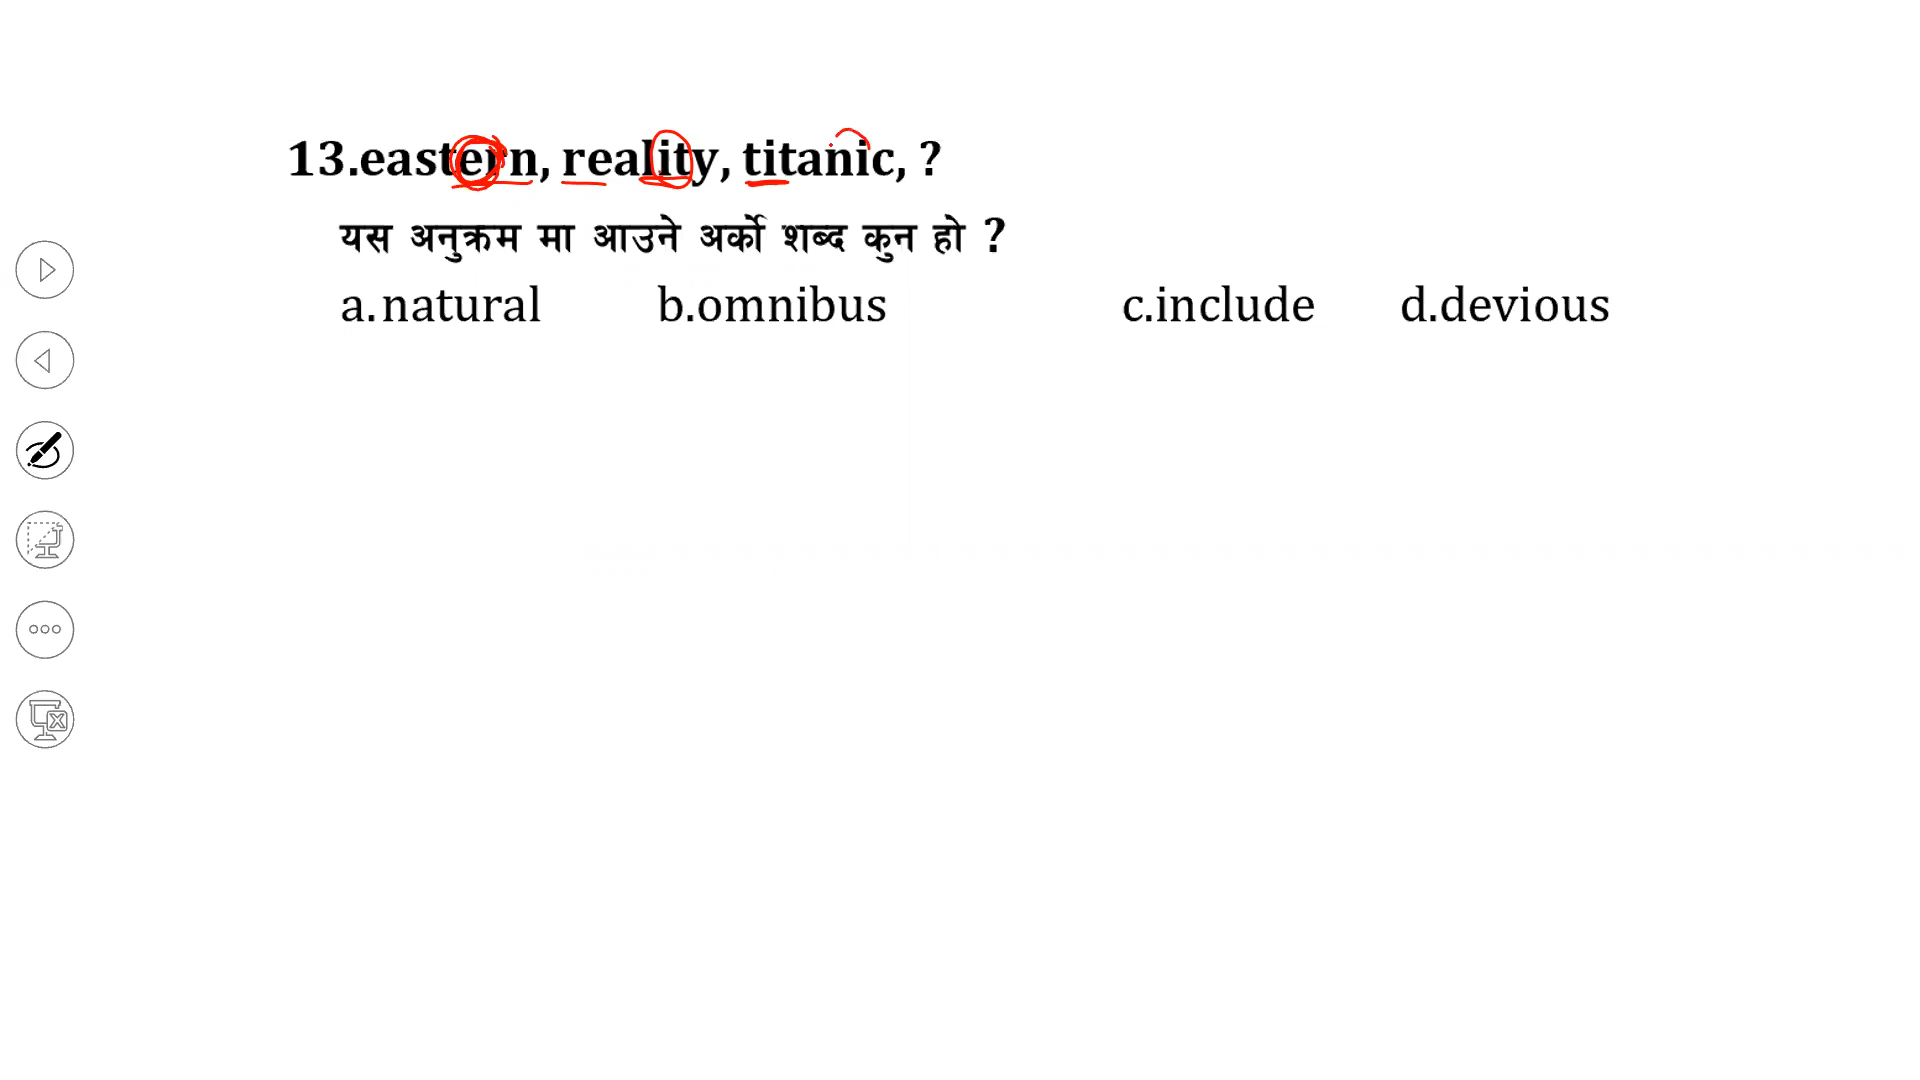 13.eastern, reality, titanic, ?
यस अनुक्रम मा आउने अर्को शब्द कुन हो ?
a.natural b.omnibus c.include d.devious